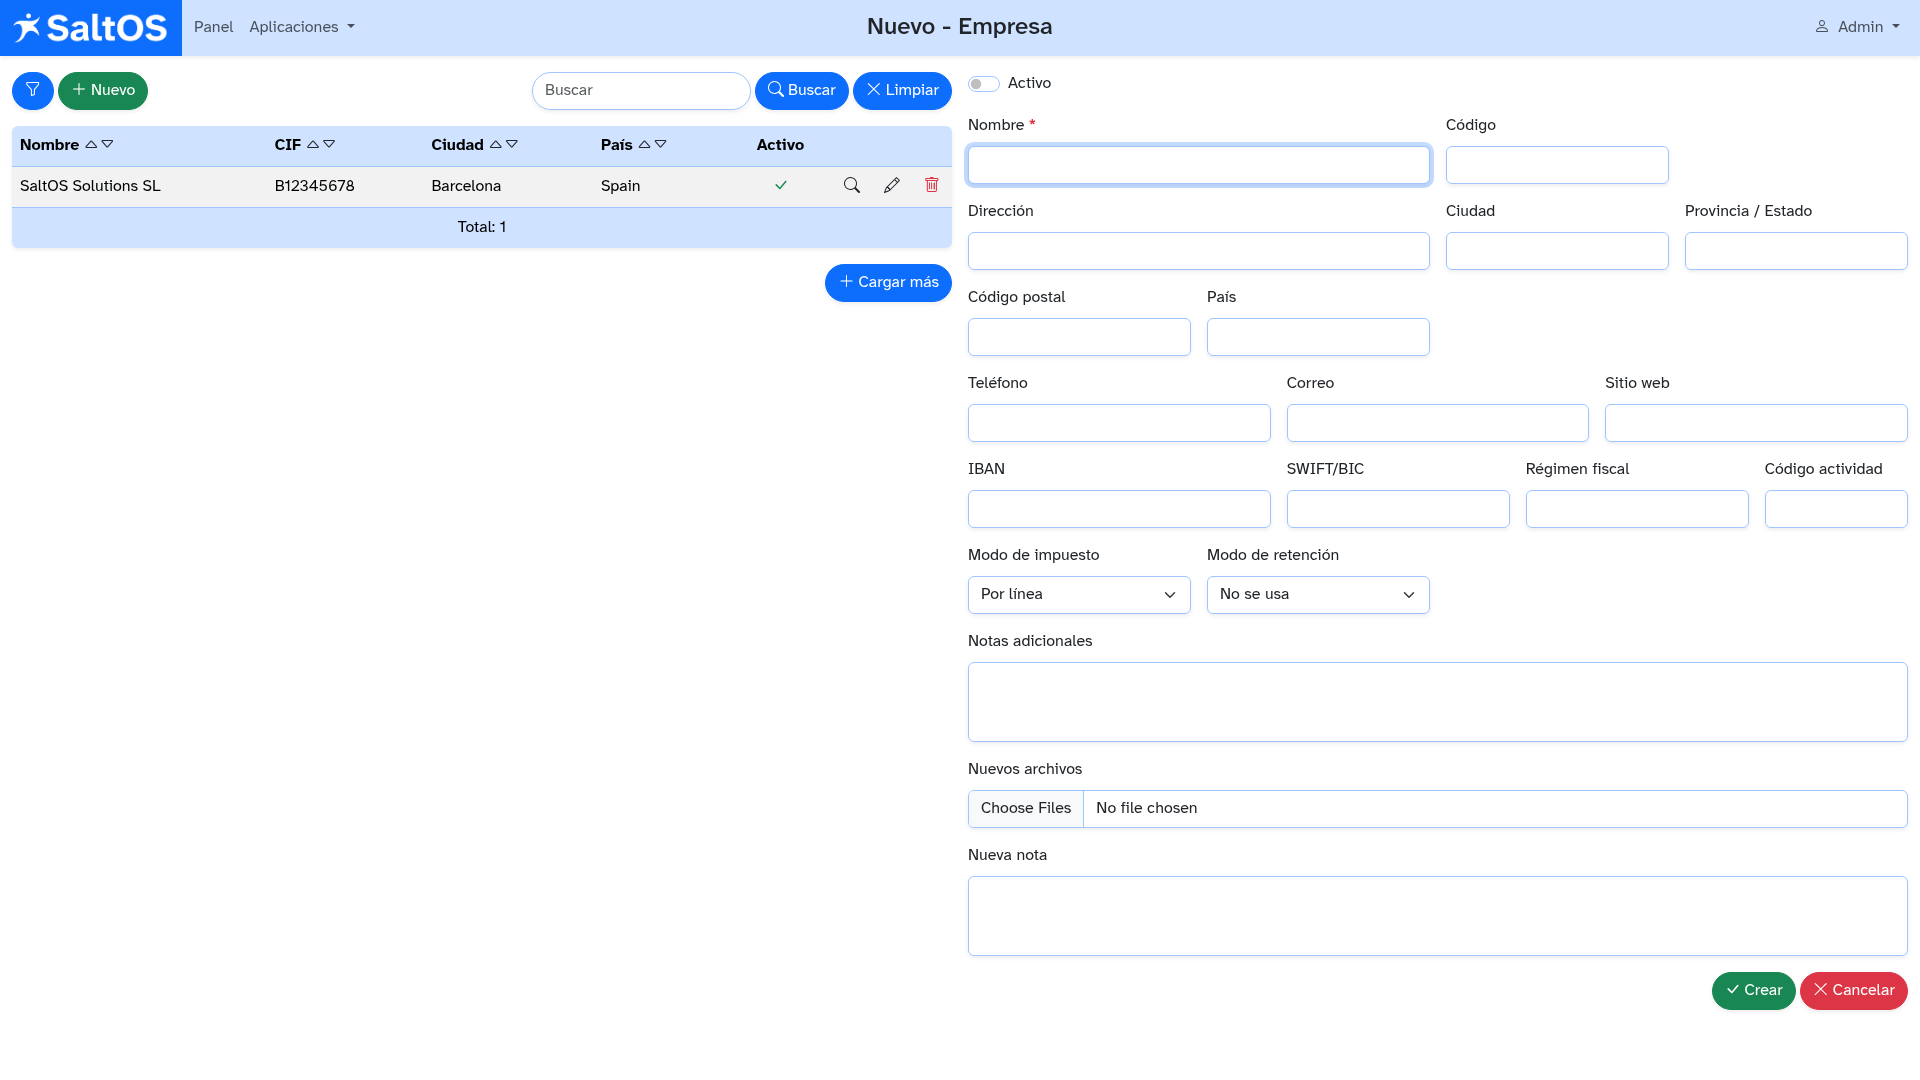 SaltOS Panel Aplicaciones Nuevo - Empresa Admin
Nuevo Buscar Buscar Limpiar
Nombre CIF Ciudad País Activo
SaltOS Solutions SL B12345678 Barcelona Spain
Total: 1
Cargar más
Activo
Nombre * Código
Dirección Ciudad Provincia / Estado
Código postal País
Teléfono Correo Sitio web
IBAN SWIFT/BIC Régimen fiscal Código actividad
Modo de impuesto Modo de retención
Por línea No se usa
Notas adicionales
Nuevos archivos
Choose Files No file chosen
Nueva nota
Crear Cancelar